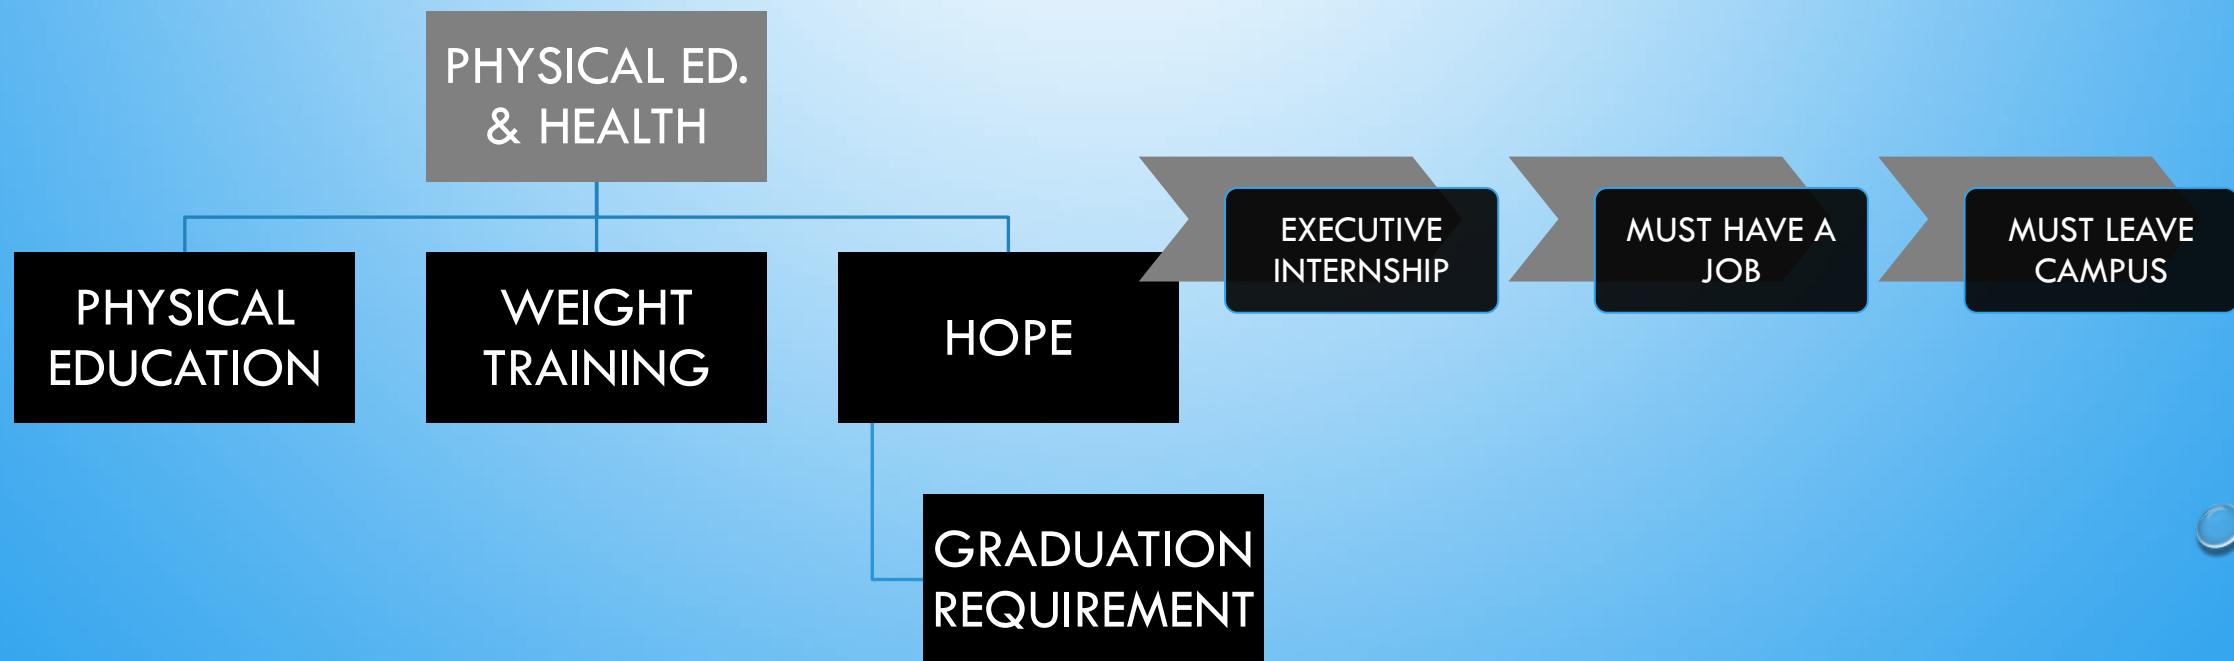 PHYSICAL ED.
& HEALTH
PHYSICAL
EDUCATION
WEIGHT
TRAINING
HOPE
GRADUATION
REQUIREMENT
EXECUTIVE
INTERNSHIP
MUST HAVE A
JOB
MUST LEAVE
CAMPUS